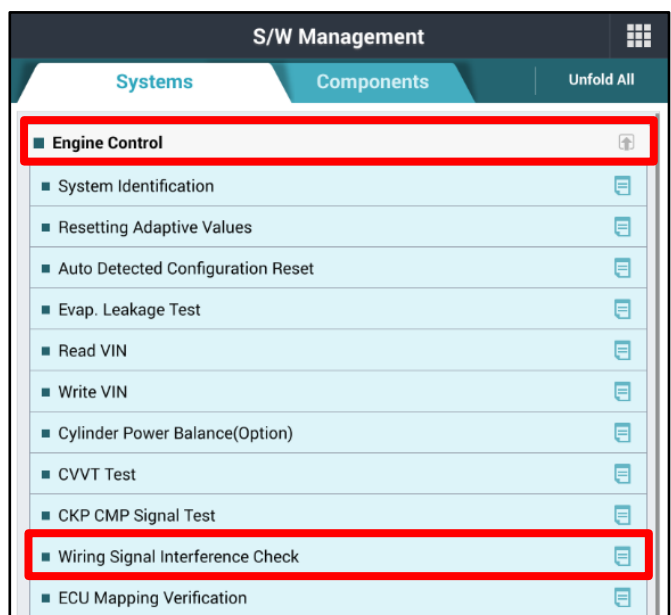 S/W Management
Systems
Components
Unfold All
Engine Control
System Identification
Resetting Adaptive Values
Auto Detected Configuration Reset
Evap. Leakage Test
Read VIN
Write VIN
Cylinder Power Balance(Option)
CVVT Test
CKP CMP Signal Test
Wiring Signal Interference Check
ECU Mapping Verification